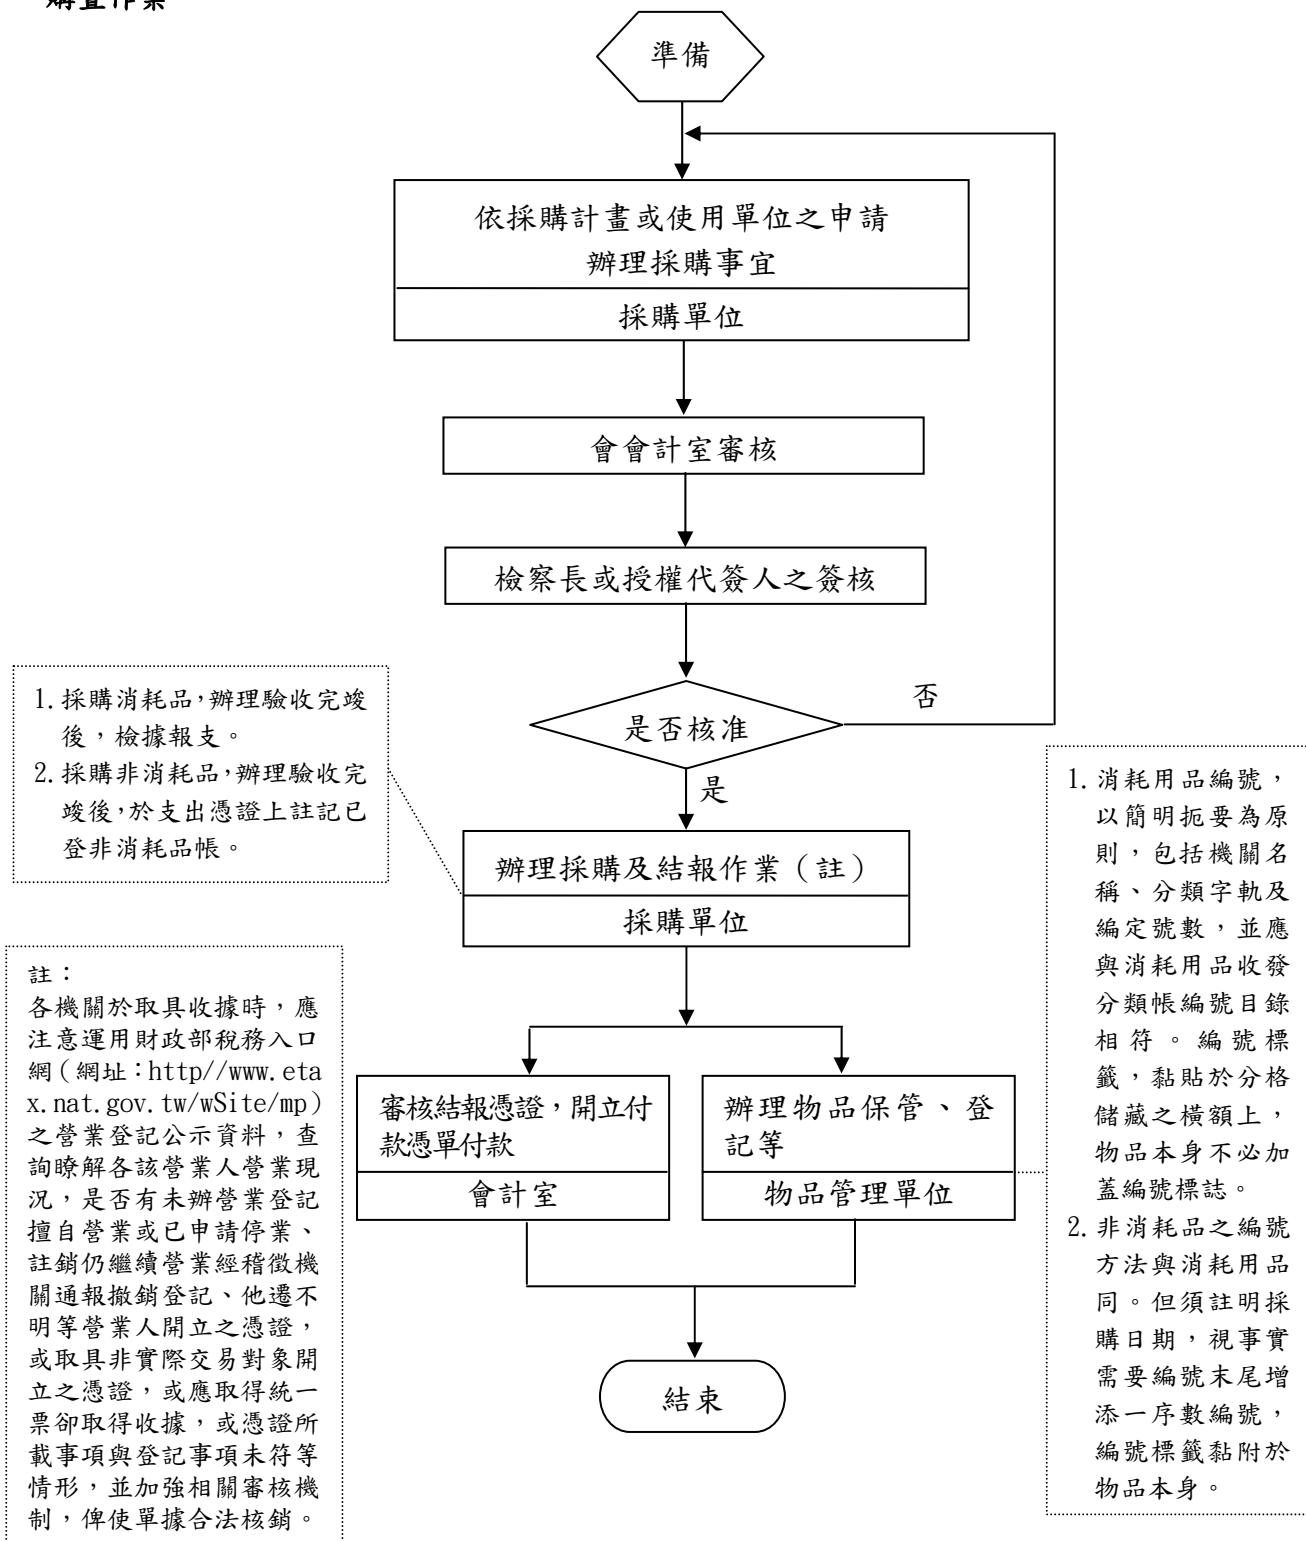 購置作業
準備
依採購計畫或使用單位之申請
辦理採購事宜
採購單位
會會計室審核
檢察長或授權代簽人之簽核
是否核准
否
是
1.採購消耗品,辦理驗收完竣
後,檢據報支。
2.採購非消耗品,辦理驗收完
竣後,於支出憑證上註記已
登非消耗品帳。
辦理採購及結報作業(註)
採購單位
審核結報憑證,開立付
款憑單付款
會計室
辦理物品保管、登
記等
物品管理單位
結束
註:
各機關於取具收據時,應
注意運用財政部稅務入口
網(網址:http//www.eta
x.nat.gov.tw/wSite/mp)
之營業登記公示資料,查
詢瞭解各該營業人營業現
況,是否有未辦營業登記
擅自營業或已申請停業、
註銷仍繼續營業經稽徵機
關通報撤銷登記、他遷不
明等營業人開立之憑證,
或取具非實際交易對象開
立之憑證,或應取得統一
票卻取得收據,或憑證所
載事項與登記事項未符等
情形,並加強相關審核機
制,俾使單據合法核銷。
1.消耗用品編號,
以簡明扼要為原
則,包括機關名
稱、分類字軌及
編定號數,並應
與消耗用品收發
分類帳編號目錄
相符。編號標
籤,黏貼於分格
儲藏之橫額上,
物品本身不必加
蓋編號標誌。
2.非消耗品之編號
方法與消耗用品
同。但須註明採
購日期,視事實
需要編號末尾增
添一序數編號,
編號標籤黏附於
物品本身。